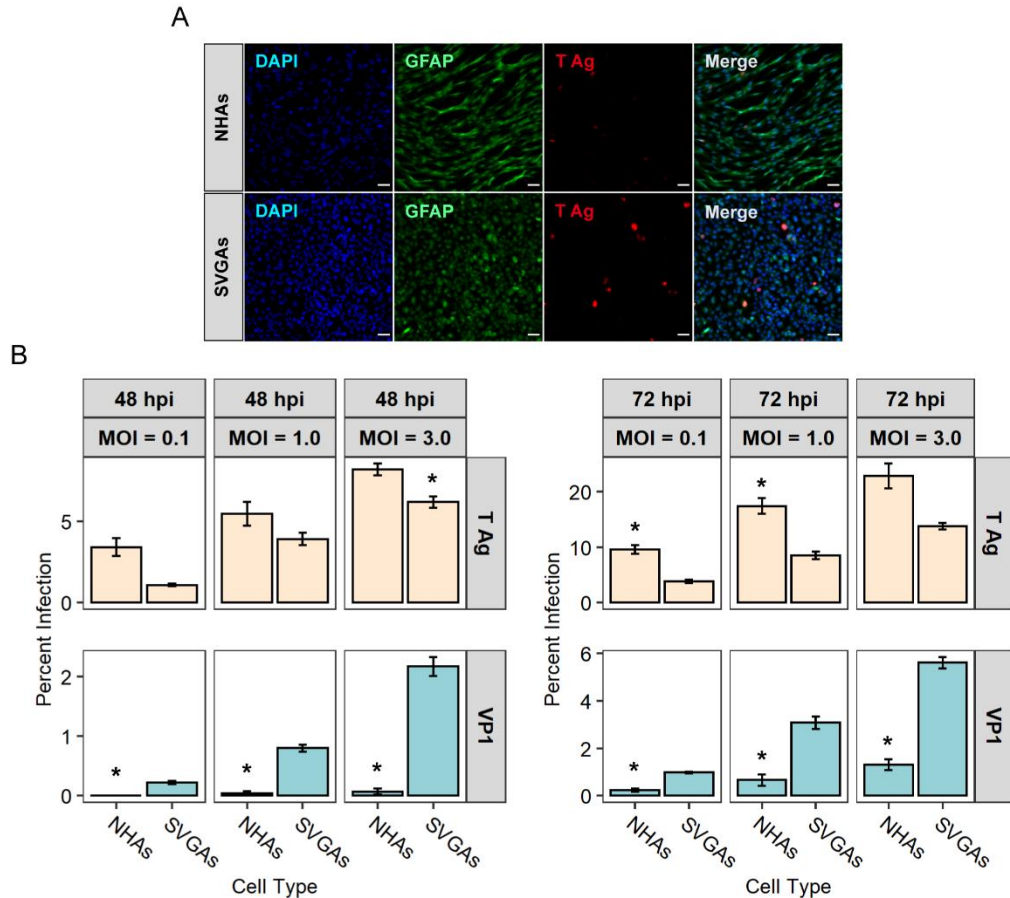 A
NHAs
DAPI
GFAP
T Ag
Merge
SVGAs
DAPI
GFAP
T Ag
Merge
B
48 hpi 48 hpi 48 hpi
MOI = 0.1 MOI = 1.0 MOI = 3.0
Percent Infection
5
0
*
T Ag
2
1
0
* * *
VP1
NHAs SVGAs NHAs SVGAs NHAs SVGAs
Cell Type
72 hpi 72 hpi 72 hpi
MOI = 0.1 MOI = 1.0 MOI = 3.0
Percent Infection
20
10
0
* *
T Ag
6
4
2
0
* * *
VP1
NHAs SVGAs NHAs SVGAs NHAs SVGAs
Cell Type